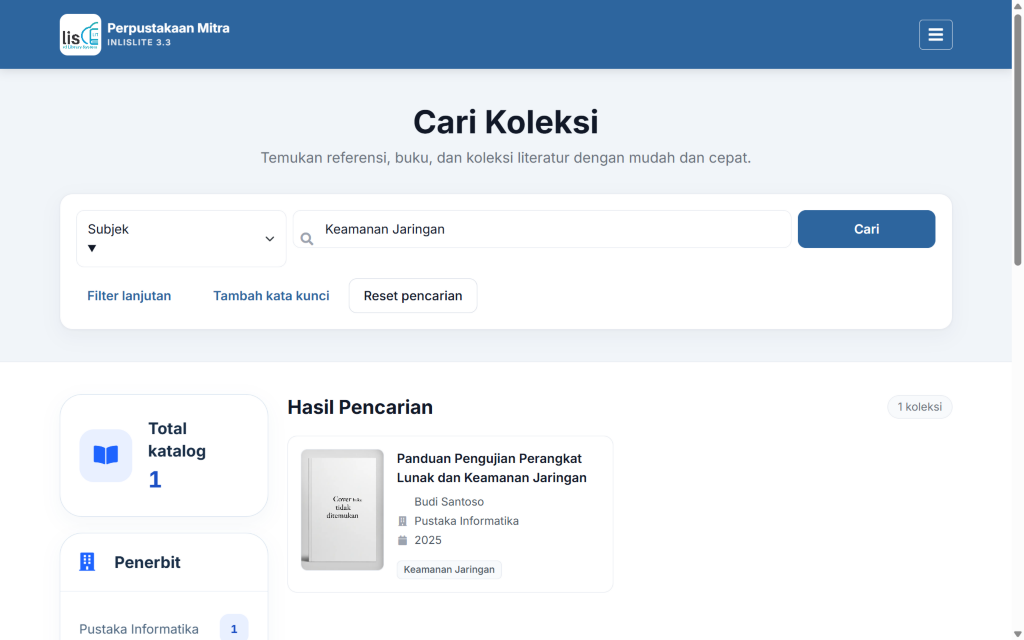 lis
Perpustakaan Mitra
INLISLITE 3.3
Cari Koleksi
Temukan referensi, buku, dan koleksi literatur dengan mudah dan cepat.
Subjek
Keamanan Jaringan
Cari
Filter lanjutan
Tambah kata kunci
Reset pencarian
Total
katalog
1
Penerbit
Pustaka Informatika
1
Hasil Pencarian
1 koleksi
Cover
tidak
ditemukan
Panduan Pengujian Perangkat
Lunak dan Keamanan Jaringan
Budi Santoso
Pustaka Informatika
2025
Keamanan Jaringan